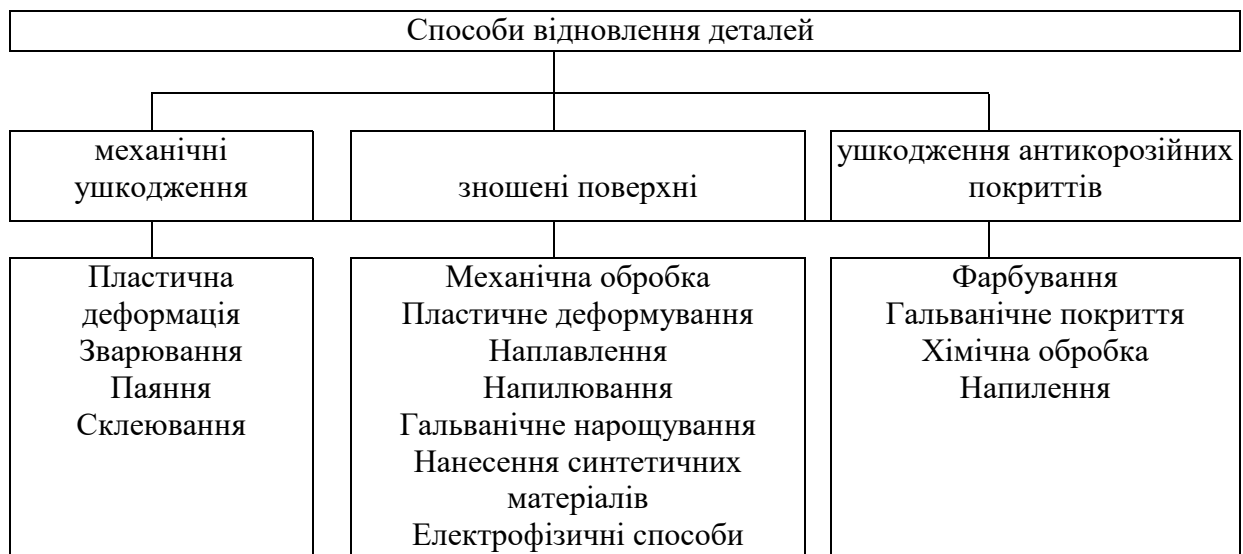 Способи відновлення деталей
механічні
ушкодження
зношені поверхні
ушкодження антикорозійних
покриттів
Пластична
деформація
Зварювання
Паяння
Склеювання
Механічна обробка
Пластичне деформування
Наплавлення
Напилювання
Гальванічне нарощування
Нанесення синтетичних
матеріалів
Електрофізичні способи
Фарбування
Гальванічне покриття
Хімічна обробка
Напилення